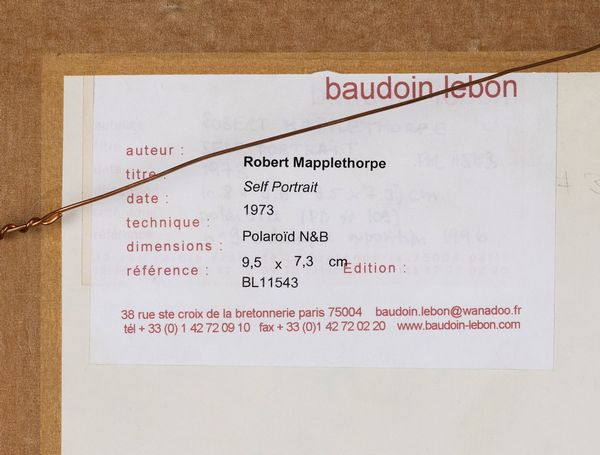 baudoin lebon
auteur : Robert Mapplethorpe
titre : Self Portrait
date : 1973
technique : Polaroïd N&B
dimensions : 9,5 x 7,3 cm Edition :
référence : BL11543
38 rue ste croix de la bretonnerie paris 75004 baudoin.lebon@wanadoo.fr
tél + 33 (0) 1 42 72 09 10 fax + 33 (0)1 42 72 02 20 www.baudoin-lebon.com